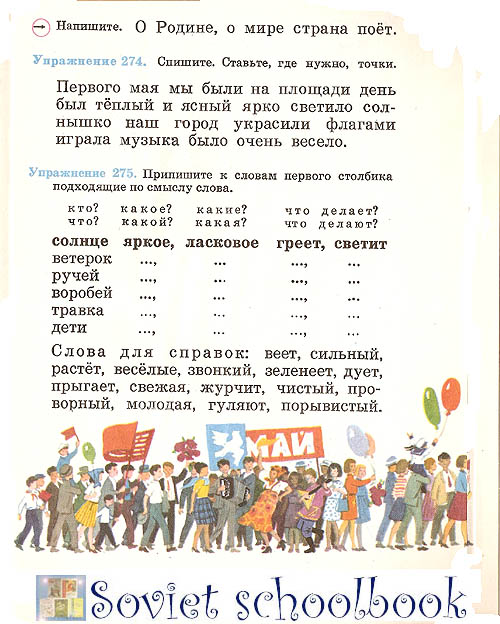 Напишите. О Родине, о мире страна поёт.
Упражнение 274. Спишите. Ставьте, где нужно, точки.
Первого мая мы были на площади день
был тёплый и ясный ярко светило сол-
нышко наш город украсили флагами
играла музыка было очень весело.
Упражнение 275. Припишите к словам первого столбика
подходящие по смыслу слова.
кто? какое? какие? что делает?
что? какой? какая? что делают?
солнце яркое, ласковое греет, светит
ветерок ..., ... ..., ...
ручей ..., ... ..., ...
воробей ..., ... ..., ...
травка ..., ... ..., ...
дети ..., ... ..., ...
Слова для справок: веет, сильный,
растёт, весёлые, звонкий, зеленеет, дует,
прыгает, свежая, журчит, чистый, про-
ворный, молодая, гуляют, порывистый.
МАЙ
Soviet schoolbook